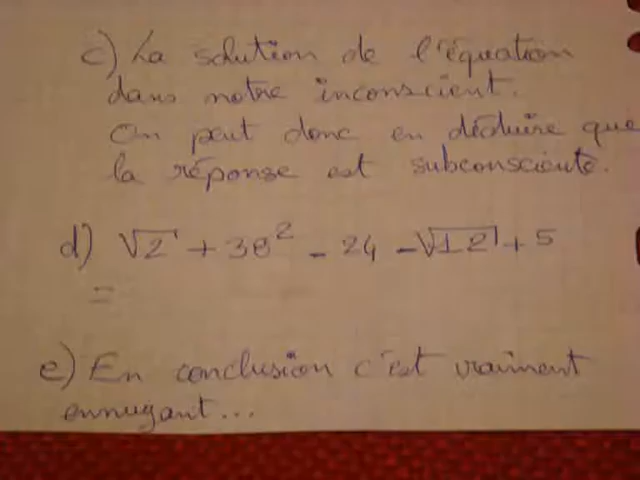 c) La solution de l'équation
dans notre inconscient.
On peut donc en déduire que
la réponse est subconsciente.
d) √2 + 38² - 24 - √12 + 5
=
e) En conclusion c'est vraiment
ennuyant...